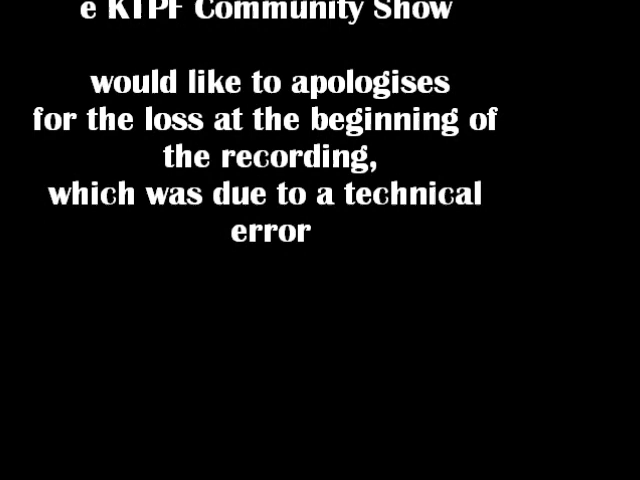 e KTPF Community Show
would like to apologises
for the loss at the beginning of
the recording,
which was due to a technical
error